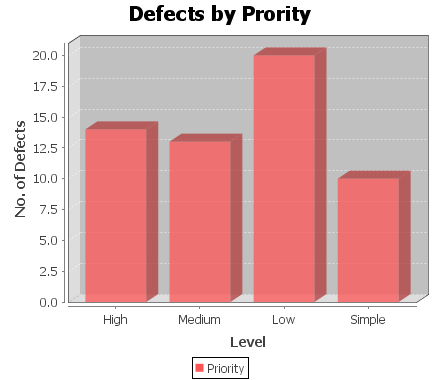 Defects by Prority
No. of Defects
20.0
17.5
15.0
12.5
10.0
7.5
5.0
2.5
0.0
High Medium Low Simple
Level
Priority